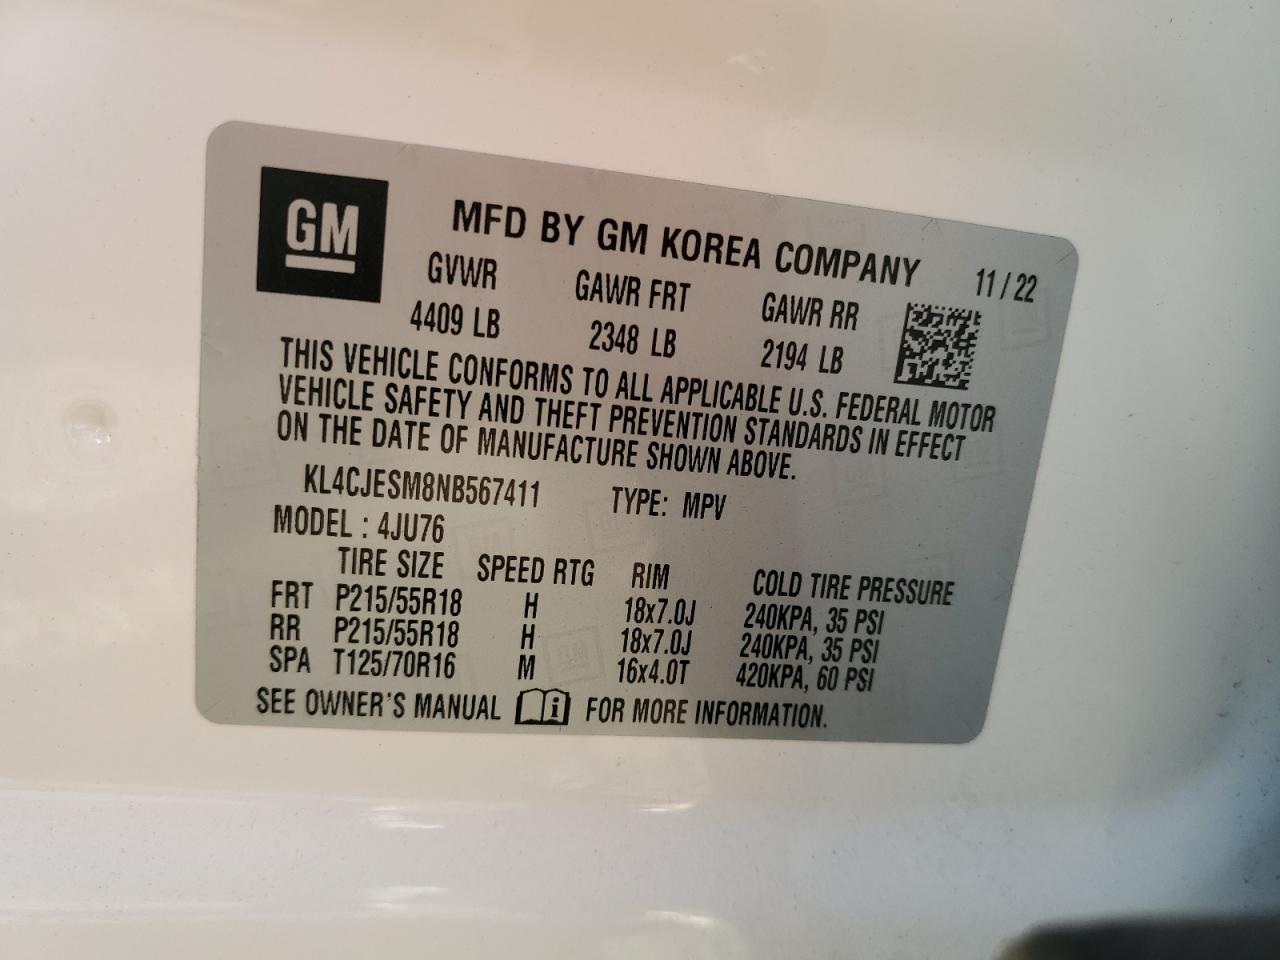 GM
MFD BY GM KOREA COMPANY 11 / 22
GVWR GAWR FRT GAWR RR
4409 LB 2348 LB 2194 LB
THIS VEHICLE CONFORMS TO ALL APPLICABLE U.S. FEDERAL MOTOR
VEHICLE SAFETY AND THEFT PREVENTION STANDARDS IN EFFECT
ON THE DATE OF MANUFACTURE SHOWN ABOVE.
KL4CJESM8NB567411 TYPE: MPV
MODEL : 4JU76
TIRE SIZE SPEED RTG RIM COLD TIRE PRESSURE
FRT P215/55R18 H 18x7.0J 240KPA, 35 PSI
RR P215/55R18 H 18x7.0J 240KPA, 35 PSI
SPA T125/70R16 M 16x4.0T 420KPA, 60 PSI
SEE OWNER'S MANUAL i FOR MORE INFORMATION.